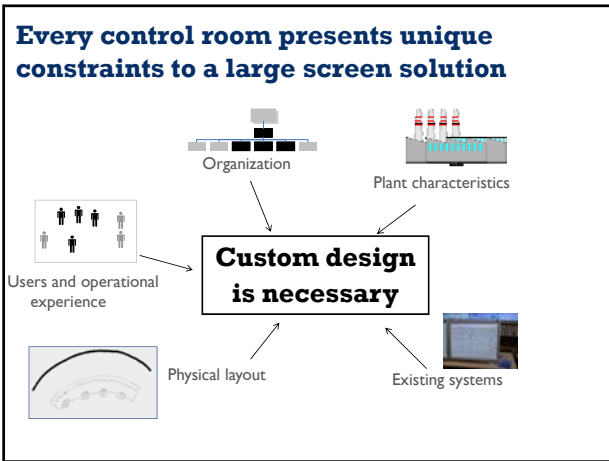 Every control room presents unique
constraints to a large screen solution
Organization
Plant characteristics
Custom design
is necessary
Users and operational
experience
Physical layout
Existing systems